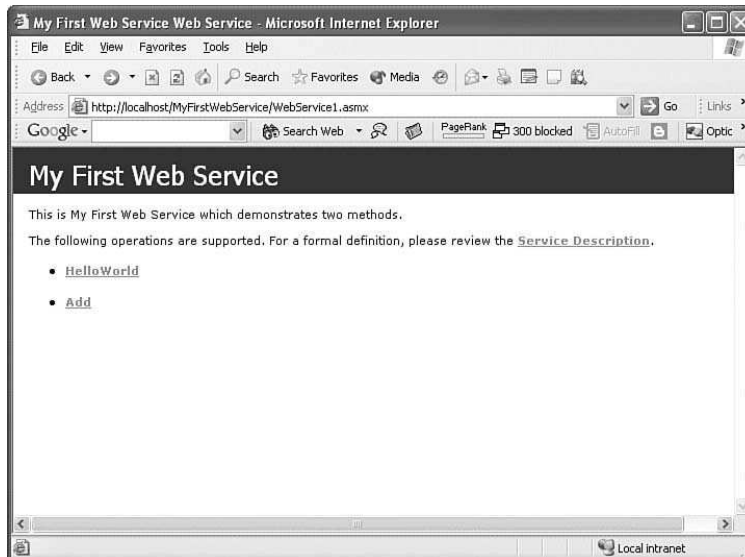 My First Web Service Web Service - Microsoft Internet Explorer
File Edit View Favorites Tools Help
Back Search Favorites Media
Address http://localhost/MyFirstWebService/WebService1.asmx Go Links »
Google Search Web PageRank 300 blocked AutoFill Optic »
My First Web Service
This is My First Web Service which demonstrates two methods.
The following operations are supported. For a formal definition, please review the Service Description.
• HelloWorld
• Add
Local intranet